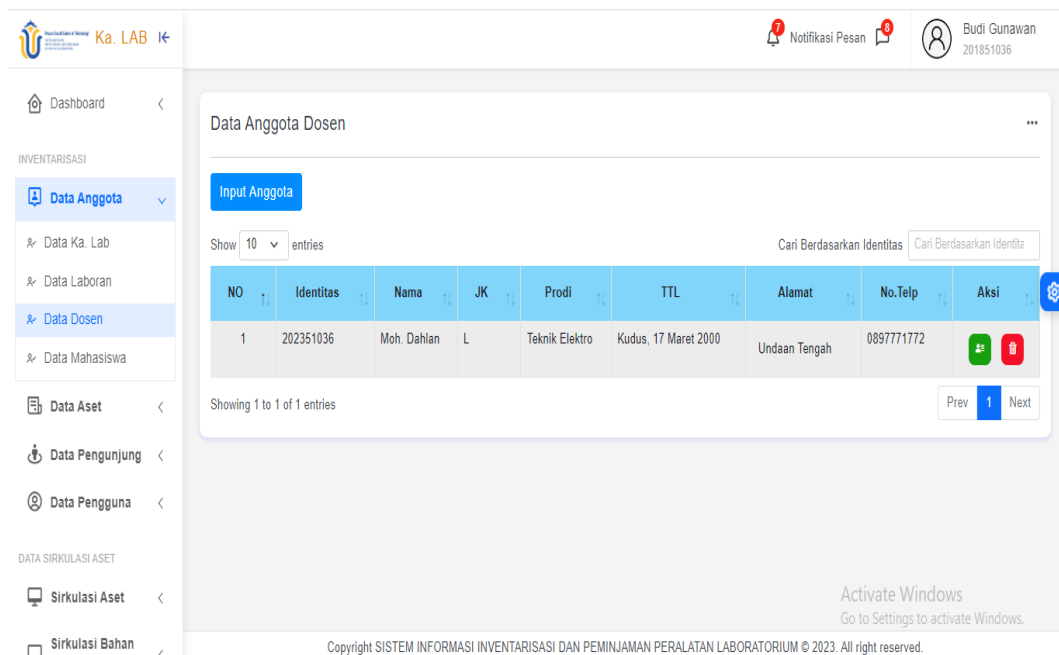 Ka. LAB
7
Notifikasi Pesan
8
Budi Gunawan
201851036
Dashboard
INVENTARISASI
Data Anggota
Data Ka. Lab
Data Laboran
Data Dosen
Data Mahasiswa
Data Aset
Data Pengunjung
Data Pengguna
DATA SIRKULASI ASET
Sirkulasi Aset
Sirkulasi Bahan
Data Anggota Dosen
Input Anggota
Show 10 entries
Cari Berdasarkan Identitas Cari Berdasarkan Identita
NO Identitas Nama JK Prodi TTL Alamat No.Telp Aksi
1 202351036 Moh. Dahlan L Teknik Elektro Kudus, 17 Maret 2000 Undaan Tengah 0897771772
Showing 1 to 1 of 1 entries
Prev 1 Next
Activate Windows
Go to Settings to activate Windows.
Copyright SISTEM INFORMASI INVENTARISASI DAN PEMINJAMAN PERALATAN LABORATORIUM © 2023. All right reserved.